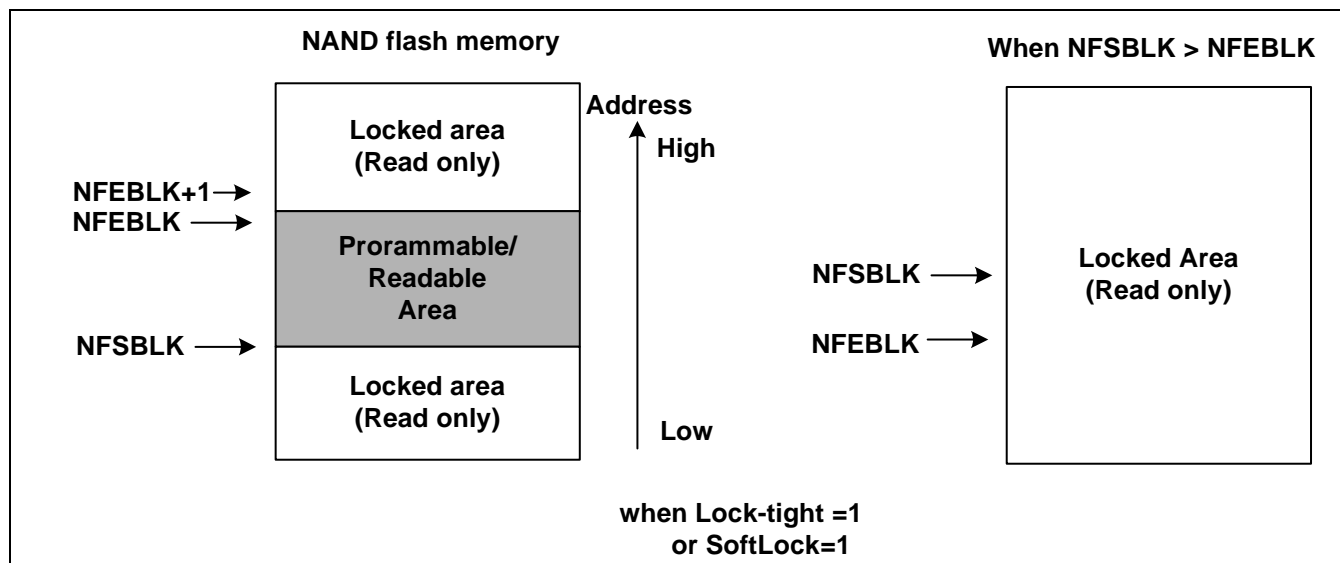 NAND flash memory
When NFSBLK > NFEBLK
Address
High
Locked area
(Read only)
NFEBLK+1
NFEBLK
Prorammable/
Readable
Area
NFSBLK
Locked area
(Read only)
Low
NFSBLK
NFEBLK
Locked Area
(Read only)
when Lock-tight =1
or SoftLock=1